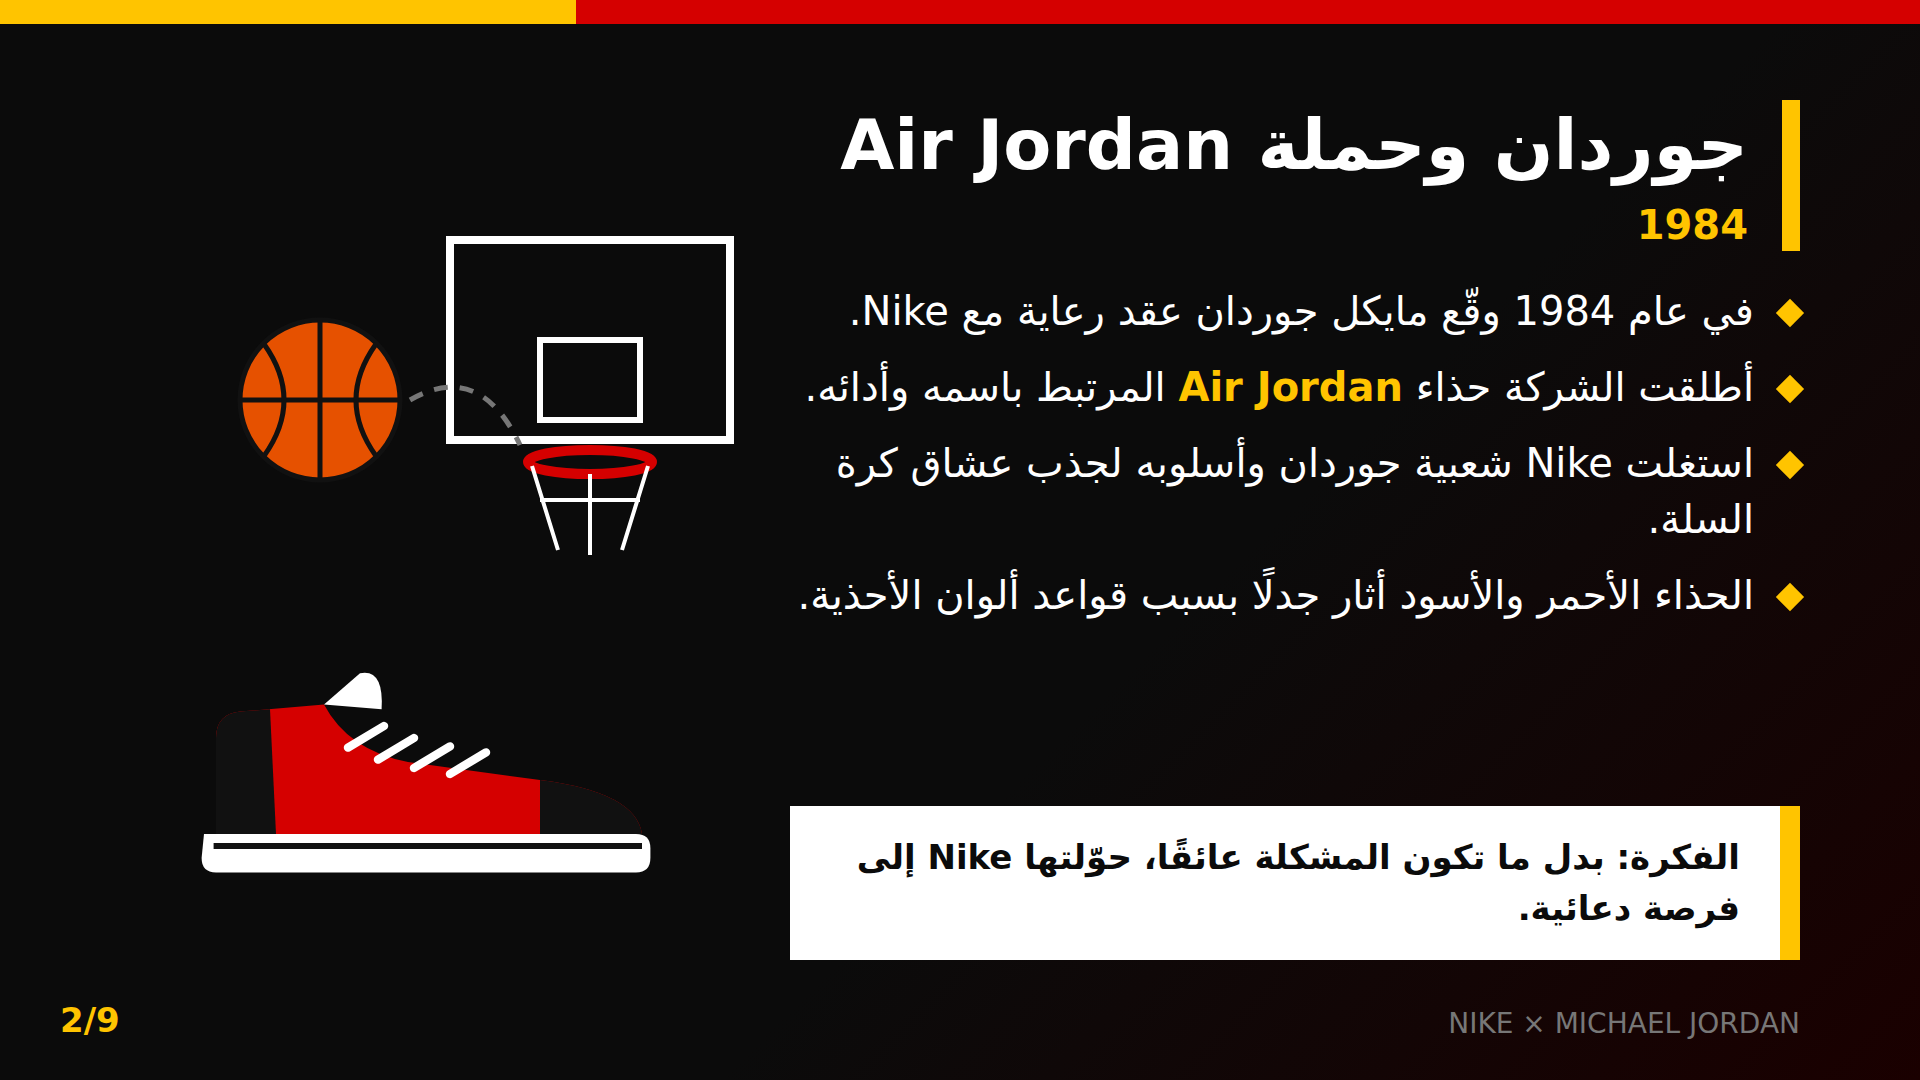 جوردان وحملة Air Jordan
1984
في عام 1984 وقّع مايكل جوردان عقد رعاية مع Nike.
أطلقت الشركة حذاء Air Jordan المرتبط باسمه وأدائه.
استغلت Nike شعبية جوردان وأسلوبه لجذب عشاق كرة
السلة.
الحذاء الأحمر والأسود أثار جدلًا بسبب قواعد ألوان الأحذية.
الفكرة: بدل ما تكون المشكلة عائقًا، حوّلتها Nike إلى
فرصة دعائية.
NIKE × MICHAEL JORDAN
2/9